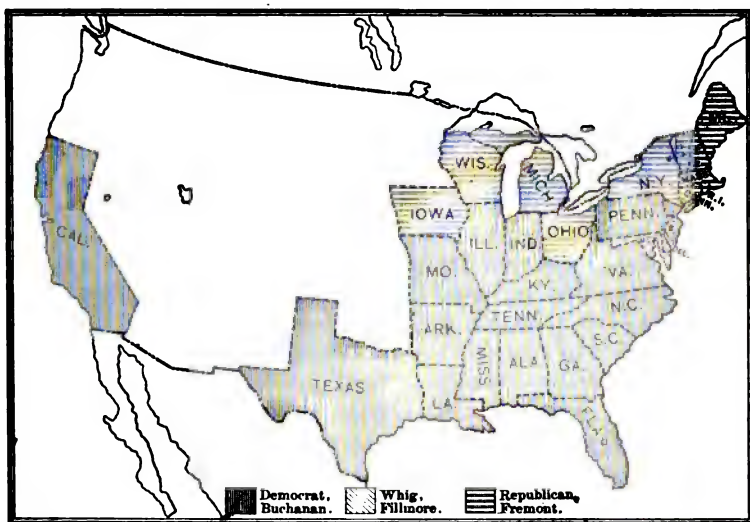 WIS.
MICH
N.Y.
IOWA
ILL.
IND.
OHIO
PENN.
CAL.
MO.
KY.
VA.
TENN.
N.C.
ARK.
S.C.
MISS
ALA
GA.
TEXAS
LA.
FLA.
Democrat,
Buchanan.
Whig,
Fillmore.
Republican,
Fremont.